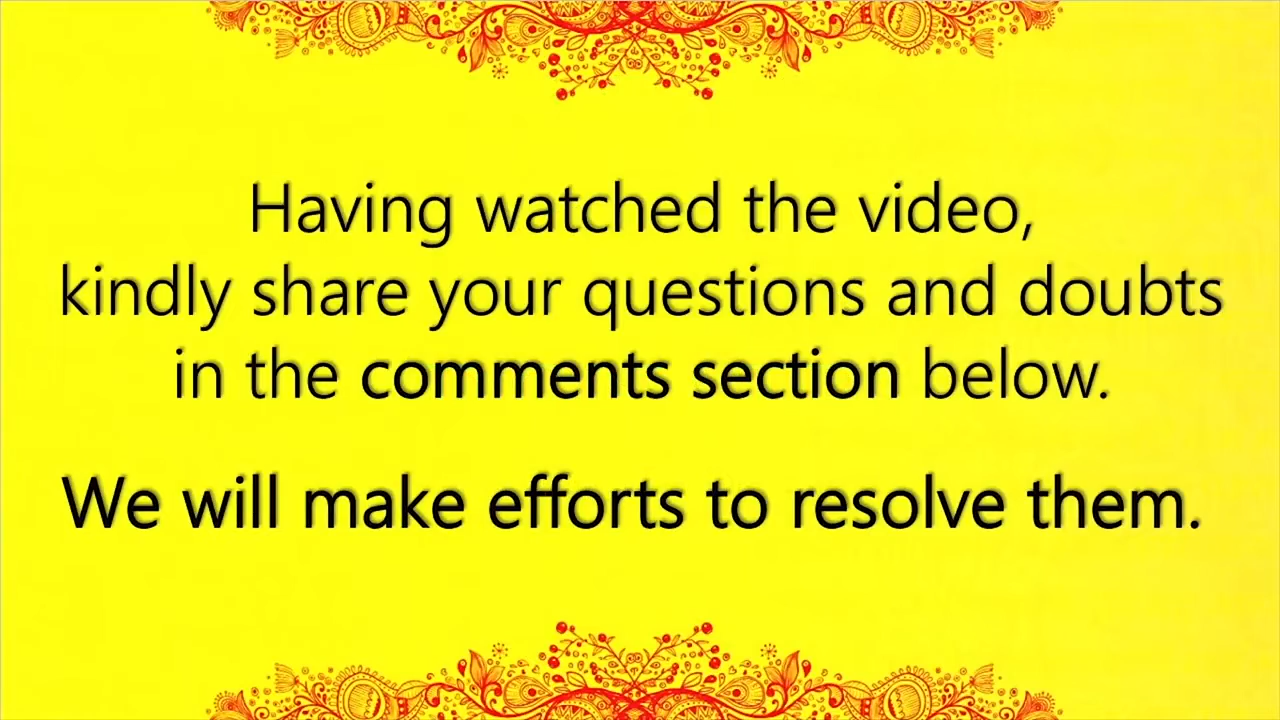 Having watched the video,
kindly share your questions and doubts
in the comments section below.
We will make efforts to resolve them.